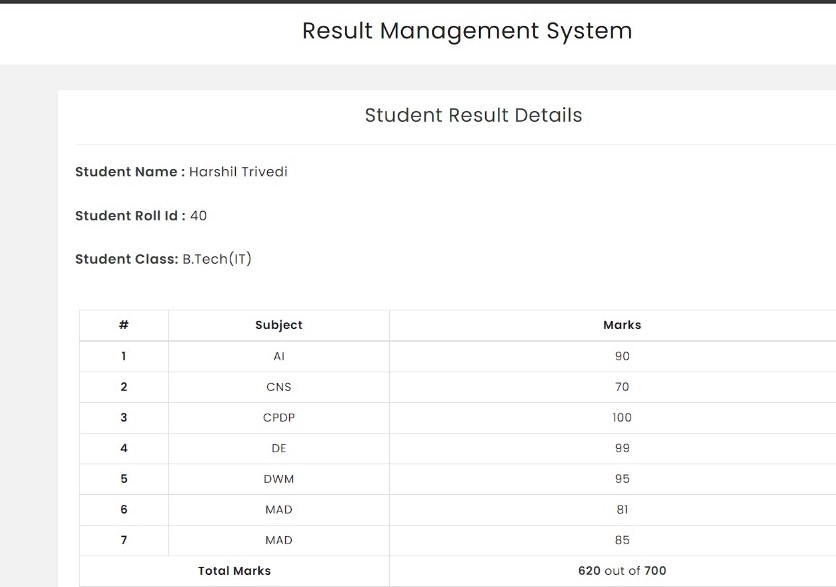 Result Management System
Student Result Details
Student Name : Harshil Trivedi
Student Roll Id : 40
Student Class: B.Tech(IT)
# Subject Marks
1 AI 90
2 CNS 70
3 CPDP 100
4 DE 99
5 DWM 95
6 MAD 81
7 MAD 85
Total Marks 620 out of 700